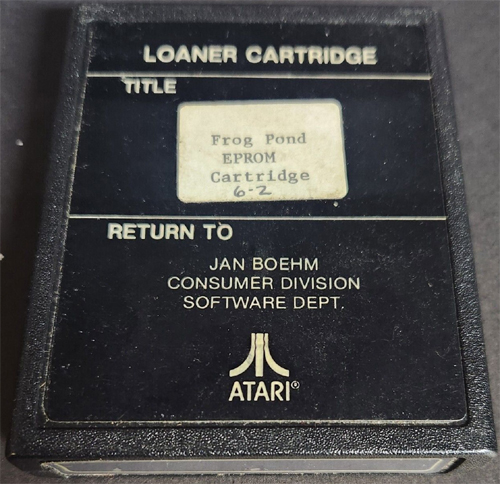 LOANER CARTRIDGE
TITLE
Frog Pond
EPROM
Cartridge
6-2
RETURN TO
JAN BOEHM
CONSUMER DIVISION
SOFTWARE DEPT.
ATARI®